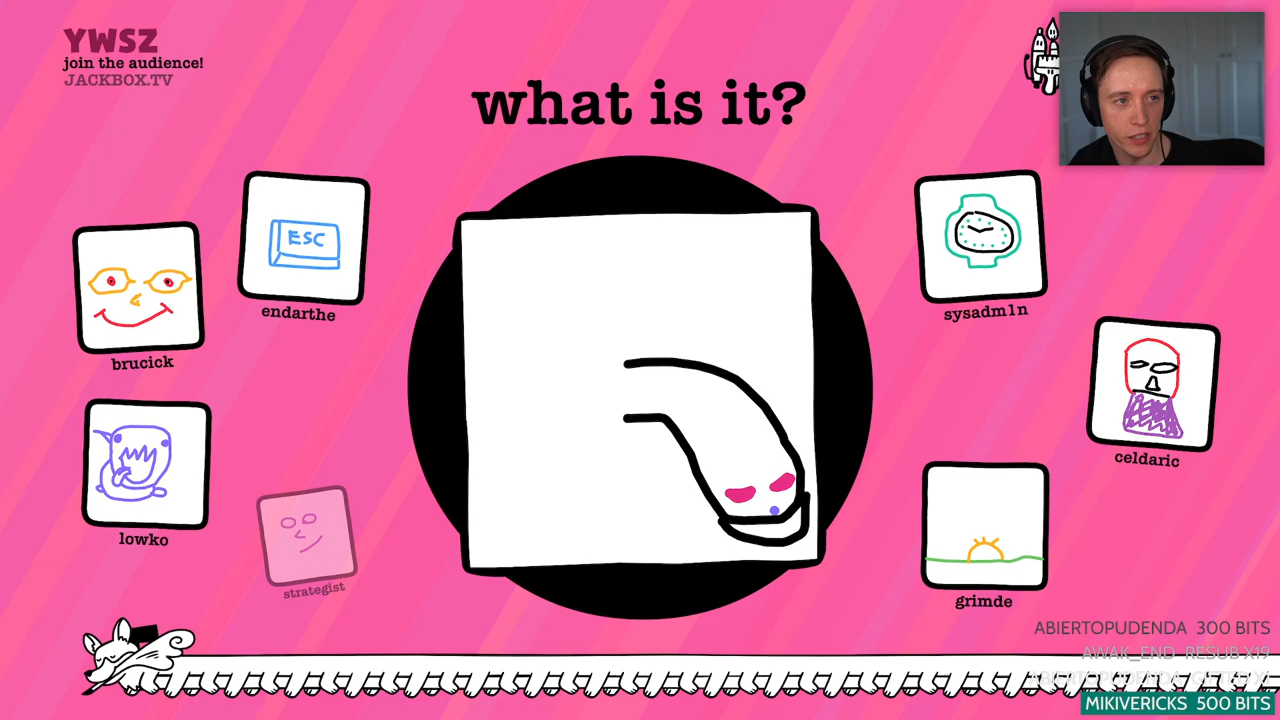 YWSZ
join the audience!
JACKBOX.TV
what is it?
ESC
brucick
endarthe
sysadm1n
celdaric
lowko
strategist
grimde
ABIERTOPUDENDA 300 BITS
AWAK_END RESUB X19
MIKIVERICKS 500 BITS